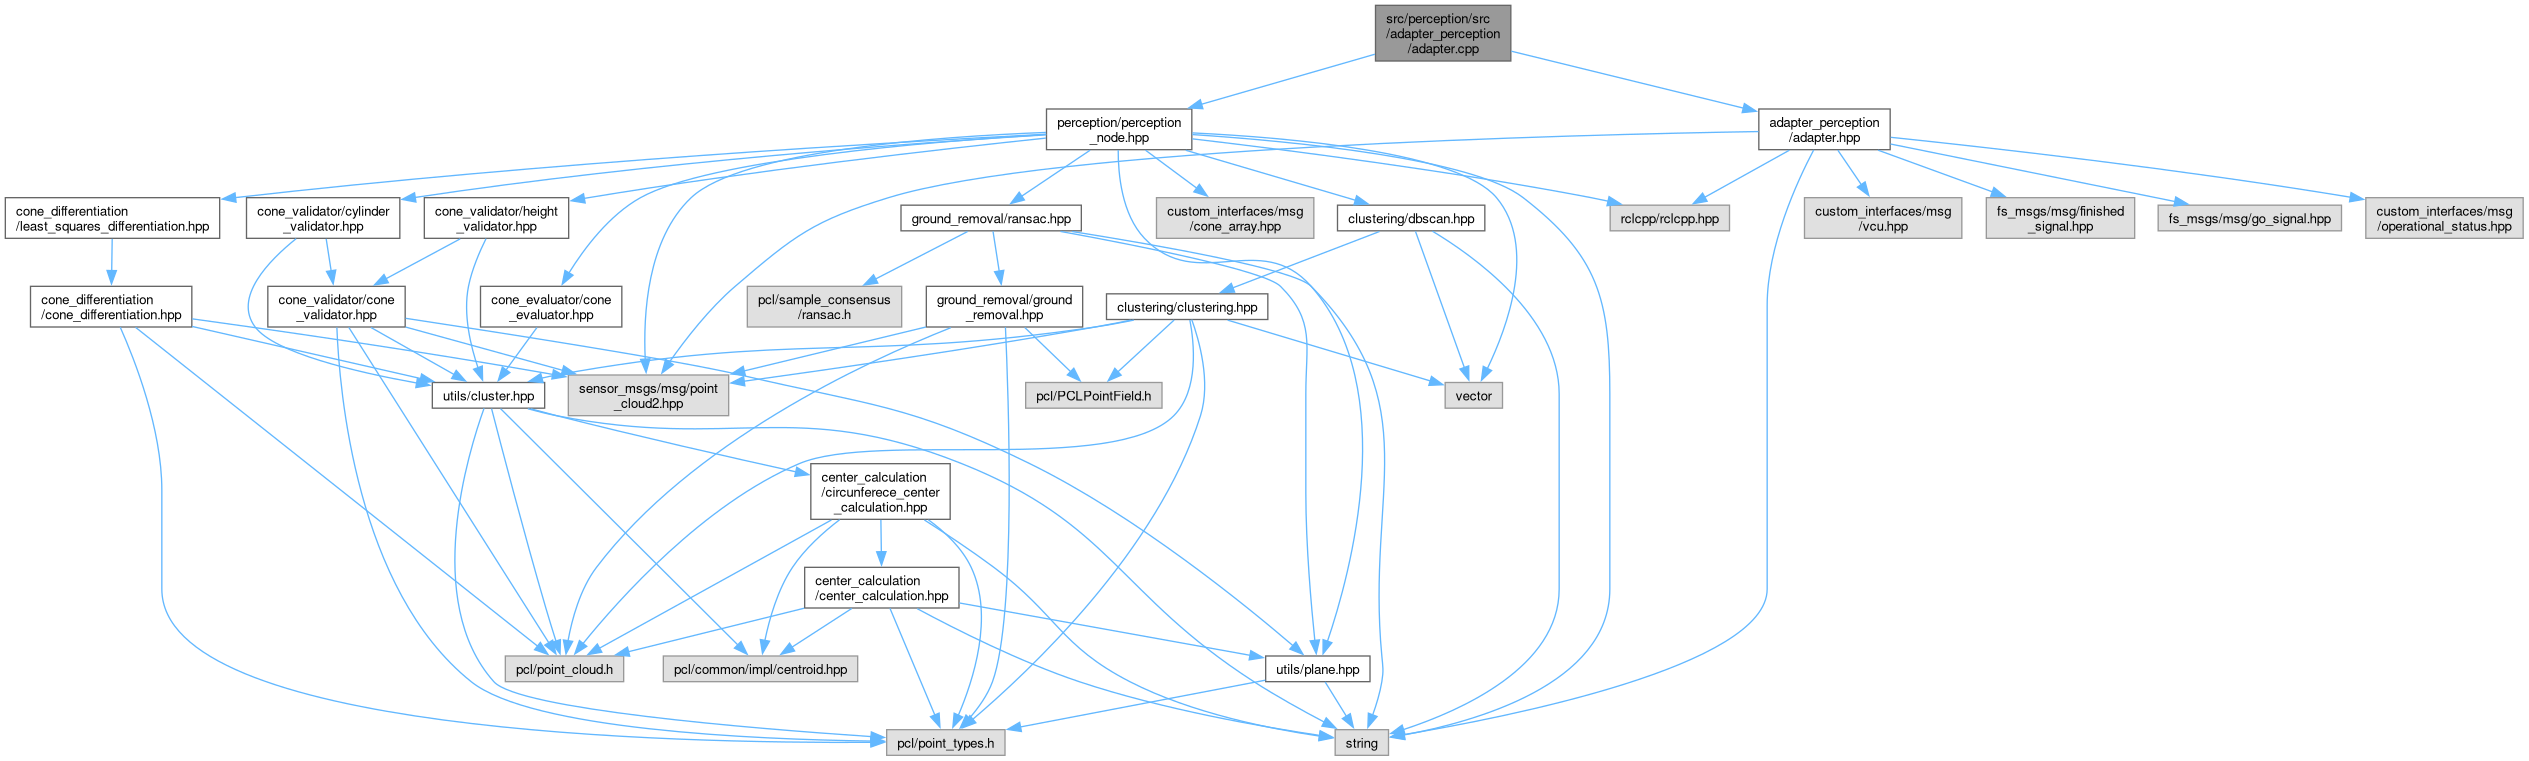 src/perception/src
/adapter_perception
/adapter.cpp
perception/perception
_node.hpp
adapter_perception
/adapter.hpp
cone_differentiation
/least_squares_differentiation.hpp
cone_validator/cylinder
_validator.hpp
cone_validator/height
_validator.hpp
ground_removal/ransac.hpp
custom_interfaces/msg
/cone_array.hpp
clustering/dbscan.hpp
rclcpp/rclcpp.hpp
custom_interfaces/msg
/vcu.hpp
fs_msgs/msg/finished
_signal.hpp
fs_msgs/msg/go_signal.hpp
custom_interfaces/msg
/operational_status.hpp
cone_differentiation
/cone_differentiation.hpp
cone_validator/cone
_validator.hpp
cone_evaluator/cone
_evaluator.hpp
pcl/sample_consensus
/ransac.h
ground_removal/ground
_removal.hpp
clustering/clustering.hpp
utils/cluster.hpp
sensor_msgs/msg/point
_cloud2.hpp
pcl/PCLPointField.h
vector
center_calculation
/circunferece_center
_calculation.hpp
center_calculation
/center_calculation.hpp
pcl/point_cloud.h
pcl/common/impl/centroid.hpp
utils/plane.hpp
pcl/point_types.h
string